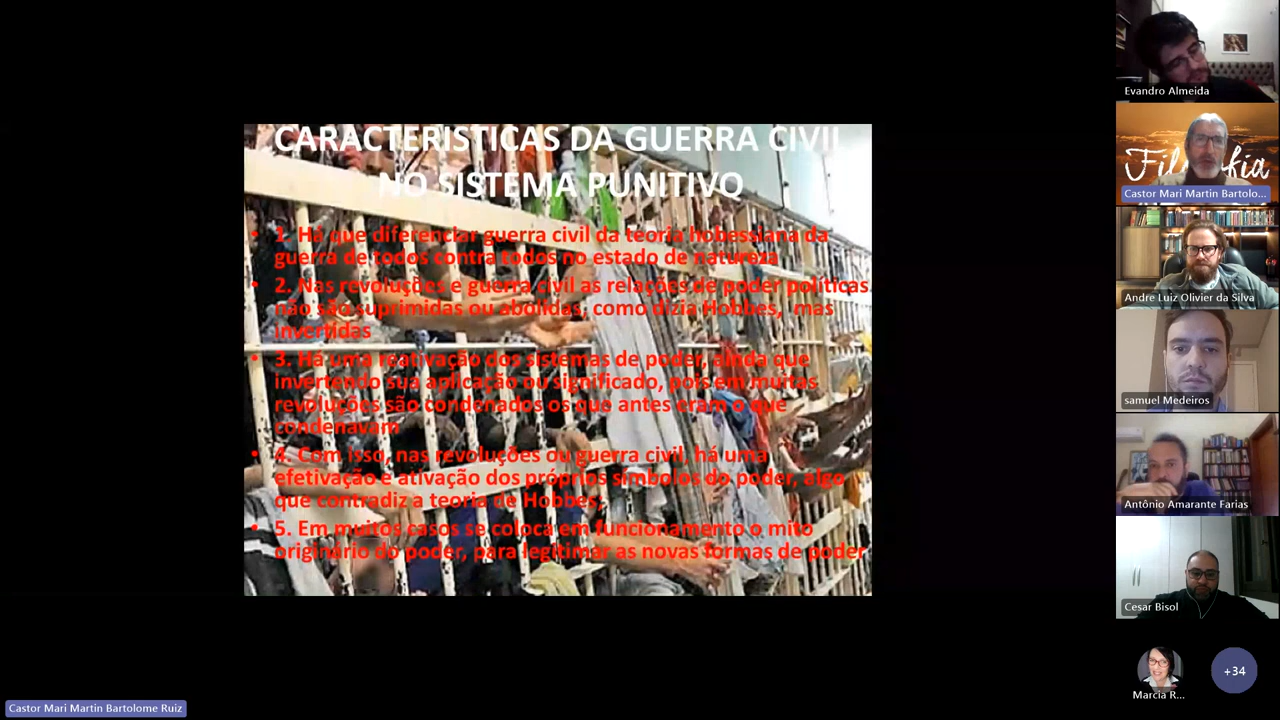 CARACTERÍSTICAS DA GUERRA CIVIL
NO SISTEMA PUNITIVO
• 1. Há que diferenciar guerra civil da teoria hobessiana da
guerra de todos contra todos no estado de natureza
• 2. Nas revoluções e guerra civil as relações de poder políticas
não são suprimidas ou abolidas, como dizia Hobbes, mas
invertidas
• 3. Há uma reativação dos sistemas de poder, ainda que
invertendo sua aplicação ou significado, pois em muitas
revoluções são condenados os que antes eram o que
condenavam
• 4. Com isso, nas revoluções ou guerra civil, há uma
efetivação e ativação dos próprios símbolos do poder, algo
que contradiz a teoria de Hobbes;
• 5. Em muitos casos se coloca em funcionamento o mito
originário do poder, para legitimar as novas formas de poder
Evandro Almeida
Filosofia
Castor Mari Martin Bartolo...
Andre Luiz Olivier da Silva
samuel Medeiros
Antônio Amarante Farias
Cesar Bisol
Marcia R...
+34
Castor Mari Martin Bartolome Ruiz